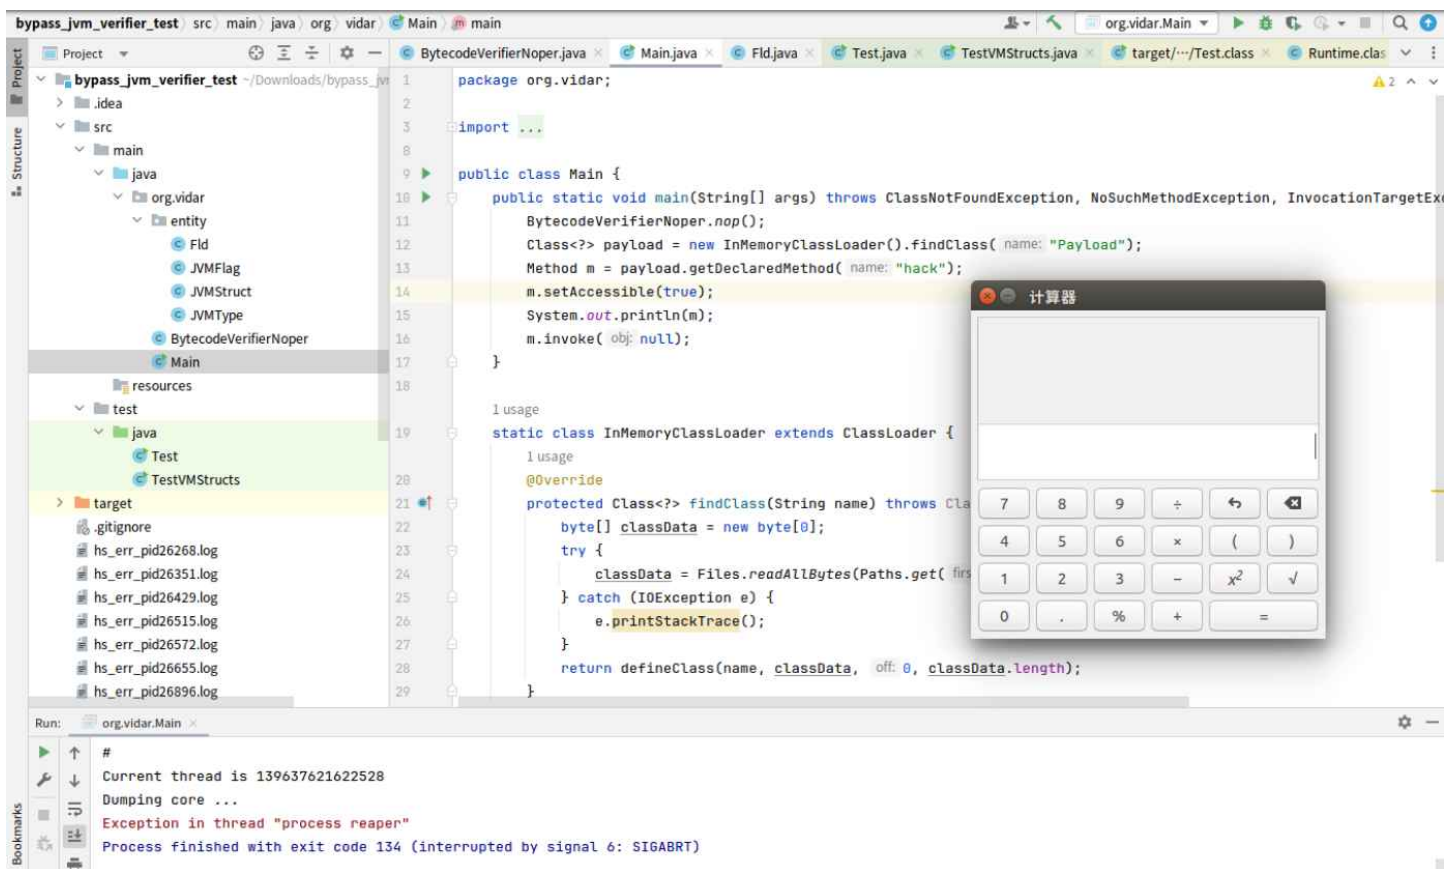 bypass_jvm_verifier_test src main java org vidar Main main org.vidar.Main
Project BytecodeVerifierNoper.java Main.java Fld.java Test.java TestVMStructs.java target/…/Test.class Runtime.clas
Project
Structure
Bookmarks
bypass_jvm_verifier_test ~/Downloads/bypass_jvm
.idea
src
main
java
org.vidar
entity
Fld
JVMFlag
JVMStruct
JVMType
BytecodeVerifierNoper
Main
resources
test
java
Test
TestVMStructs
target
.gitignore
hs_err_pid26268.log
hs_err_pid26351.log
hs_err_pid26429.log
hs_err_pid26515.log
hs_err_pid26572.log
hs_err_pid26655.log
hs_err_pid26896.log
1 package org.vidar; 2
2
3 import ...
8
9 public class Main {
10 public static void main(String[] args) throws ClassNotFoundException, NoSuchMethodException, InvocationTargetExc
11 BytecodeVerifierNoper.nop();
12 Class<?> payload = new InMemoryClassLoader().findClass( name: "Payload");
13 Method m = payload.getDeclaredMethod( name: "hack");
14 m.setAccessible(true);
15 System.out.println(m);
16 m.invoke( obj: null);
17 }
18
1 usage
19 static class InMemoryClassLoader extends ClassLoader {
1 usage
20 @Override
21 protected Class<?> findClass(String name) throws Cla
22 byte[] classData = new byte[0];
23 try {
24 classData = Files.readAllBytes(Paths.get( firs
25 } catch (IOException e) {
26 e.printStackTrace();
27 }
28 return defineClass(name, classData, off: 0, classData.length);
29 }
计算器
7 8 9 ÷
4 5 6 × ( )
1 2 3 − x² √
0 . % + =
Run: org.vidar.Main
#
Current thread is 139637621622528
Dumping core ...
Exception in thread "process reaper"
Process finished with exit code 134 (interrupted by signal 6: SIGABRT)